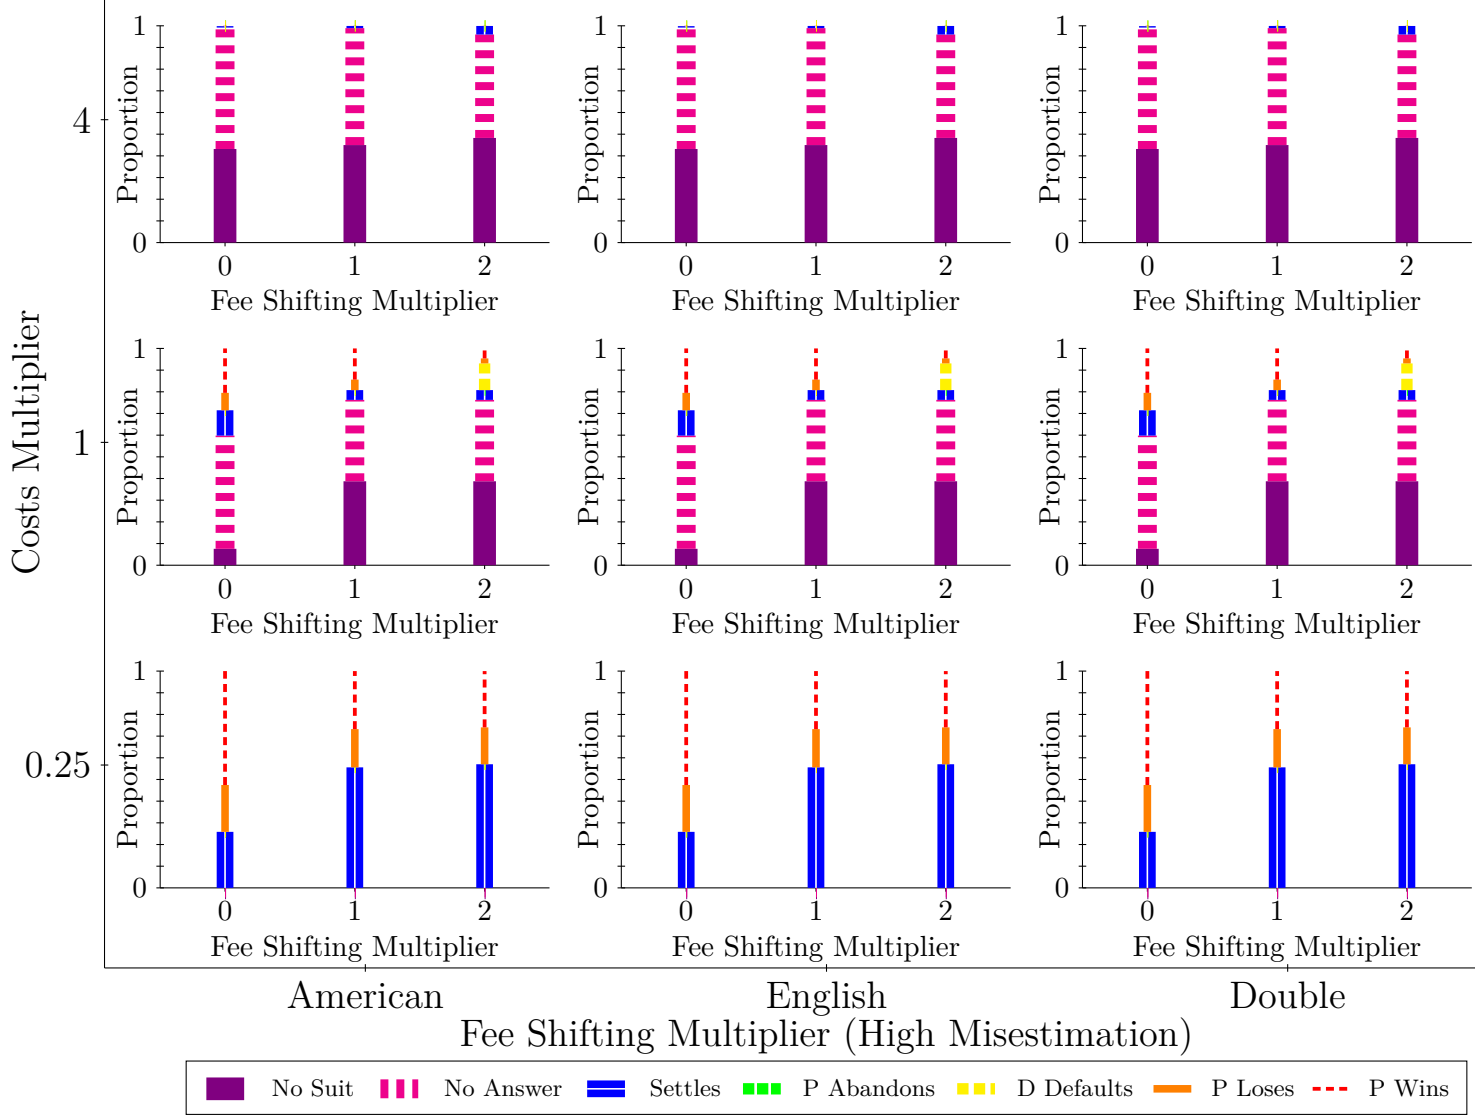 Costs Multiplier
4
Proportion
1
0
0 1 2
Fee Shifting Multiplier
Proportion
1
0
0 1 2
Fee Shifting Multiplier
Proportion
1
0
0 1 2
Fee Shifting Multiplier
1
Proportion
1
0
0 1 2
Fee Shifting Multiplier
Proportion
1
0
0 1 2
Fee Shifting Multiplier
Proportion
1
0
0 1 2
Fee Shifting Multiplier
0.25
Proportion
1
0
0 1 2
Fee Shifting Multiplier
Proportion
1
0
0 1 2
Fee Shifting Multiplier
Proportion
1
0
0 1 2
Fee Shifting Multiplier
American English Double
Fee Shifting Multiplier (High Misestimation)
No Suit No Answer Settles P Abandons D Defaults P Loses P Wins